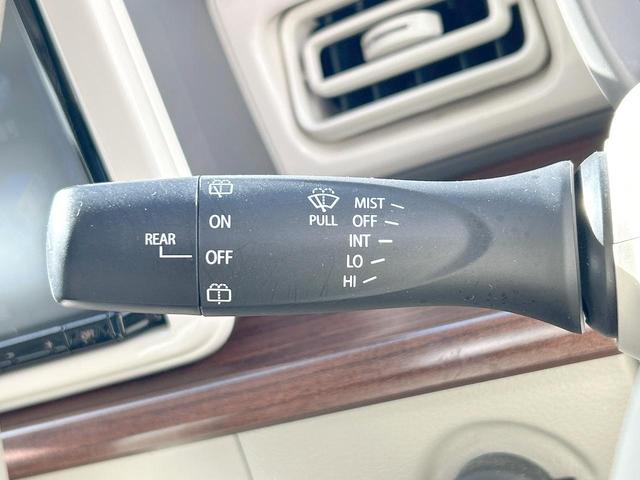 REAR
ON
OFF
PULL
MIST
OFF
INT
LO
HI